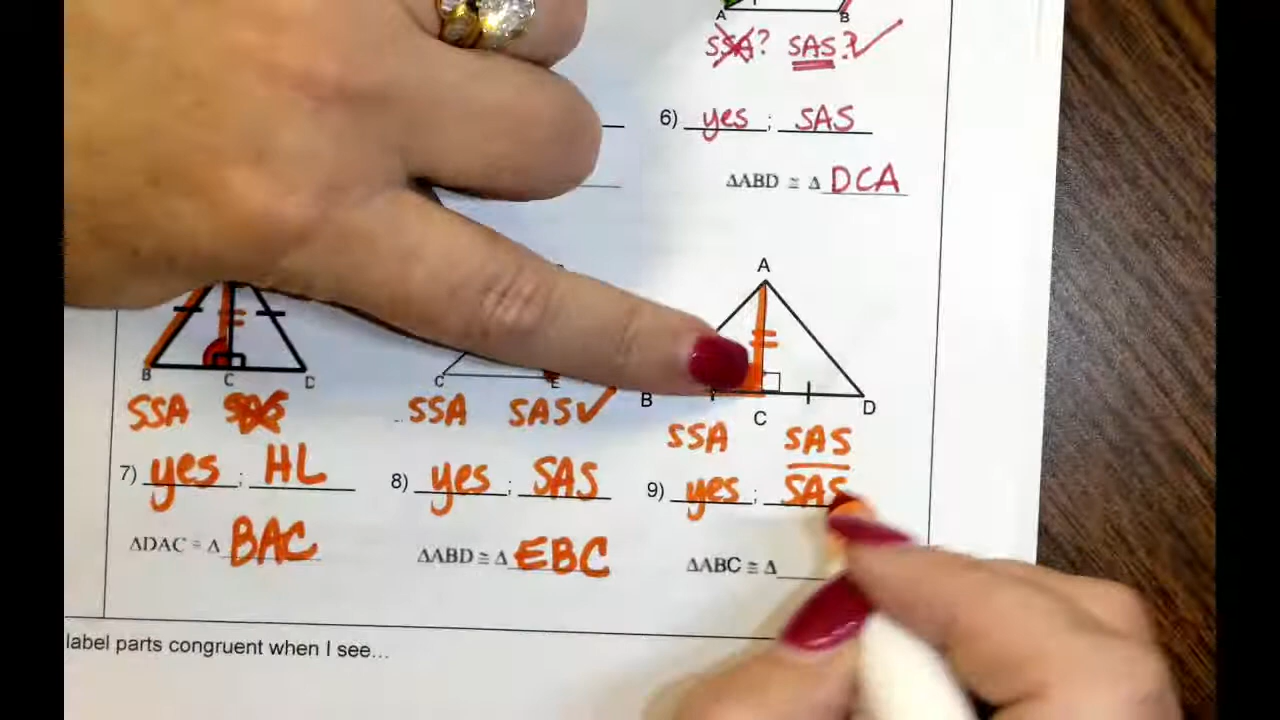 A B
SSA? SAS?✓
6) yes ; SAS
ΔABD ≅ Δ DCA
A
B C D
C E
B C D
SSA SAS
SSA SAS✓
SSA SAS
7) yes ; HL
8) yes ; SAS
9) yes ; SAS
ΔDAC ≅ Δ BAC
ΔABD ≅ Δ EBC
ΔABC ≅ Δ
label parts congruent when I see...